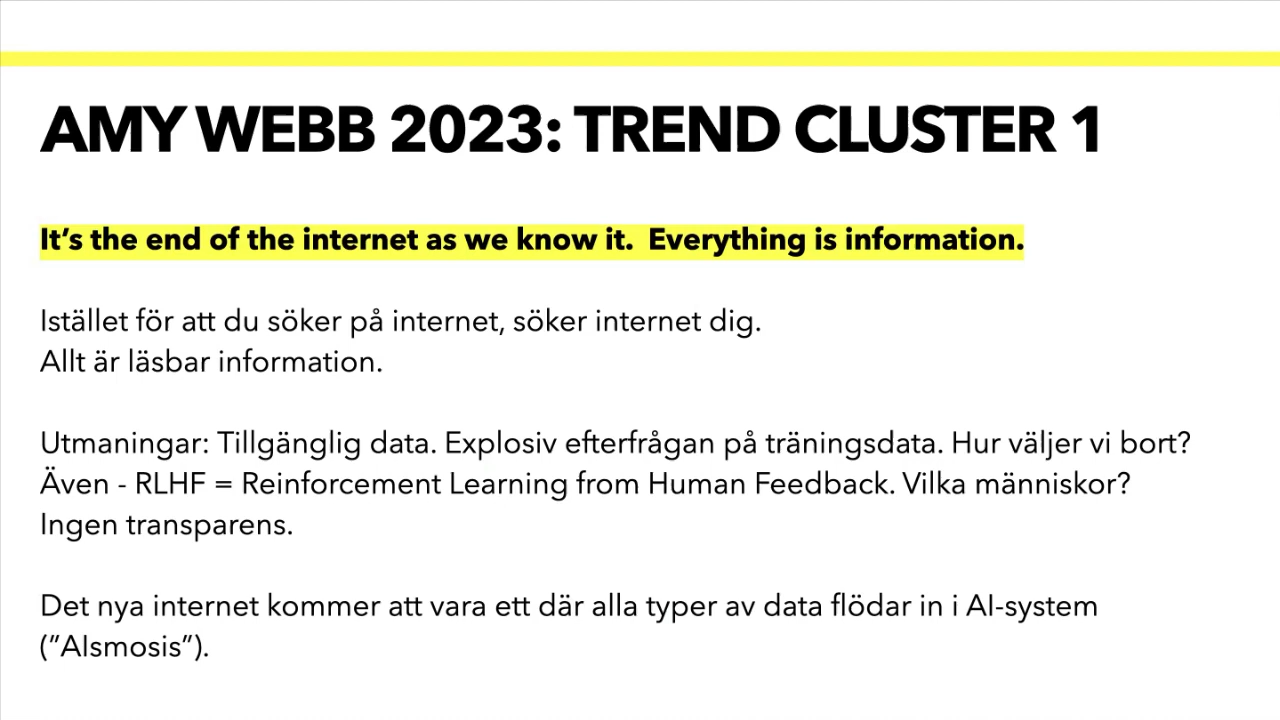 AMY WEBB 2023: TREND CLUSTER 1
It’s the end of the internet as we know it.  Everything is information.
Istället för att du söker på internet, söker internet dig.
Allt är läsbar information.
Utmaningar: Tillgänglig data. Explosiv efterfrågan på träningsdata. Hur väljer vi bort?
Även - RLHF = Reinforcement Learning from Human Feedback. Vilka människor?
Ingen transparens.
Det nya internet kommer att vara ett där alla typer av data flödar in i AI-system
(”AIsmosis”).